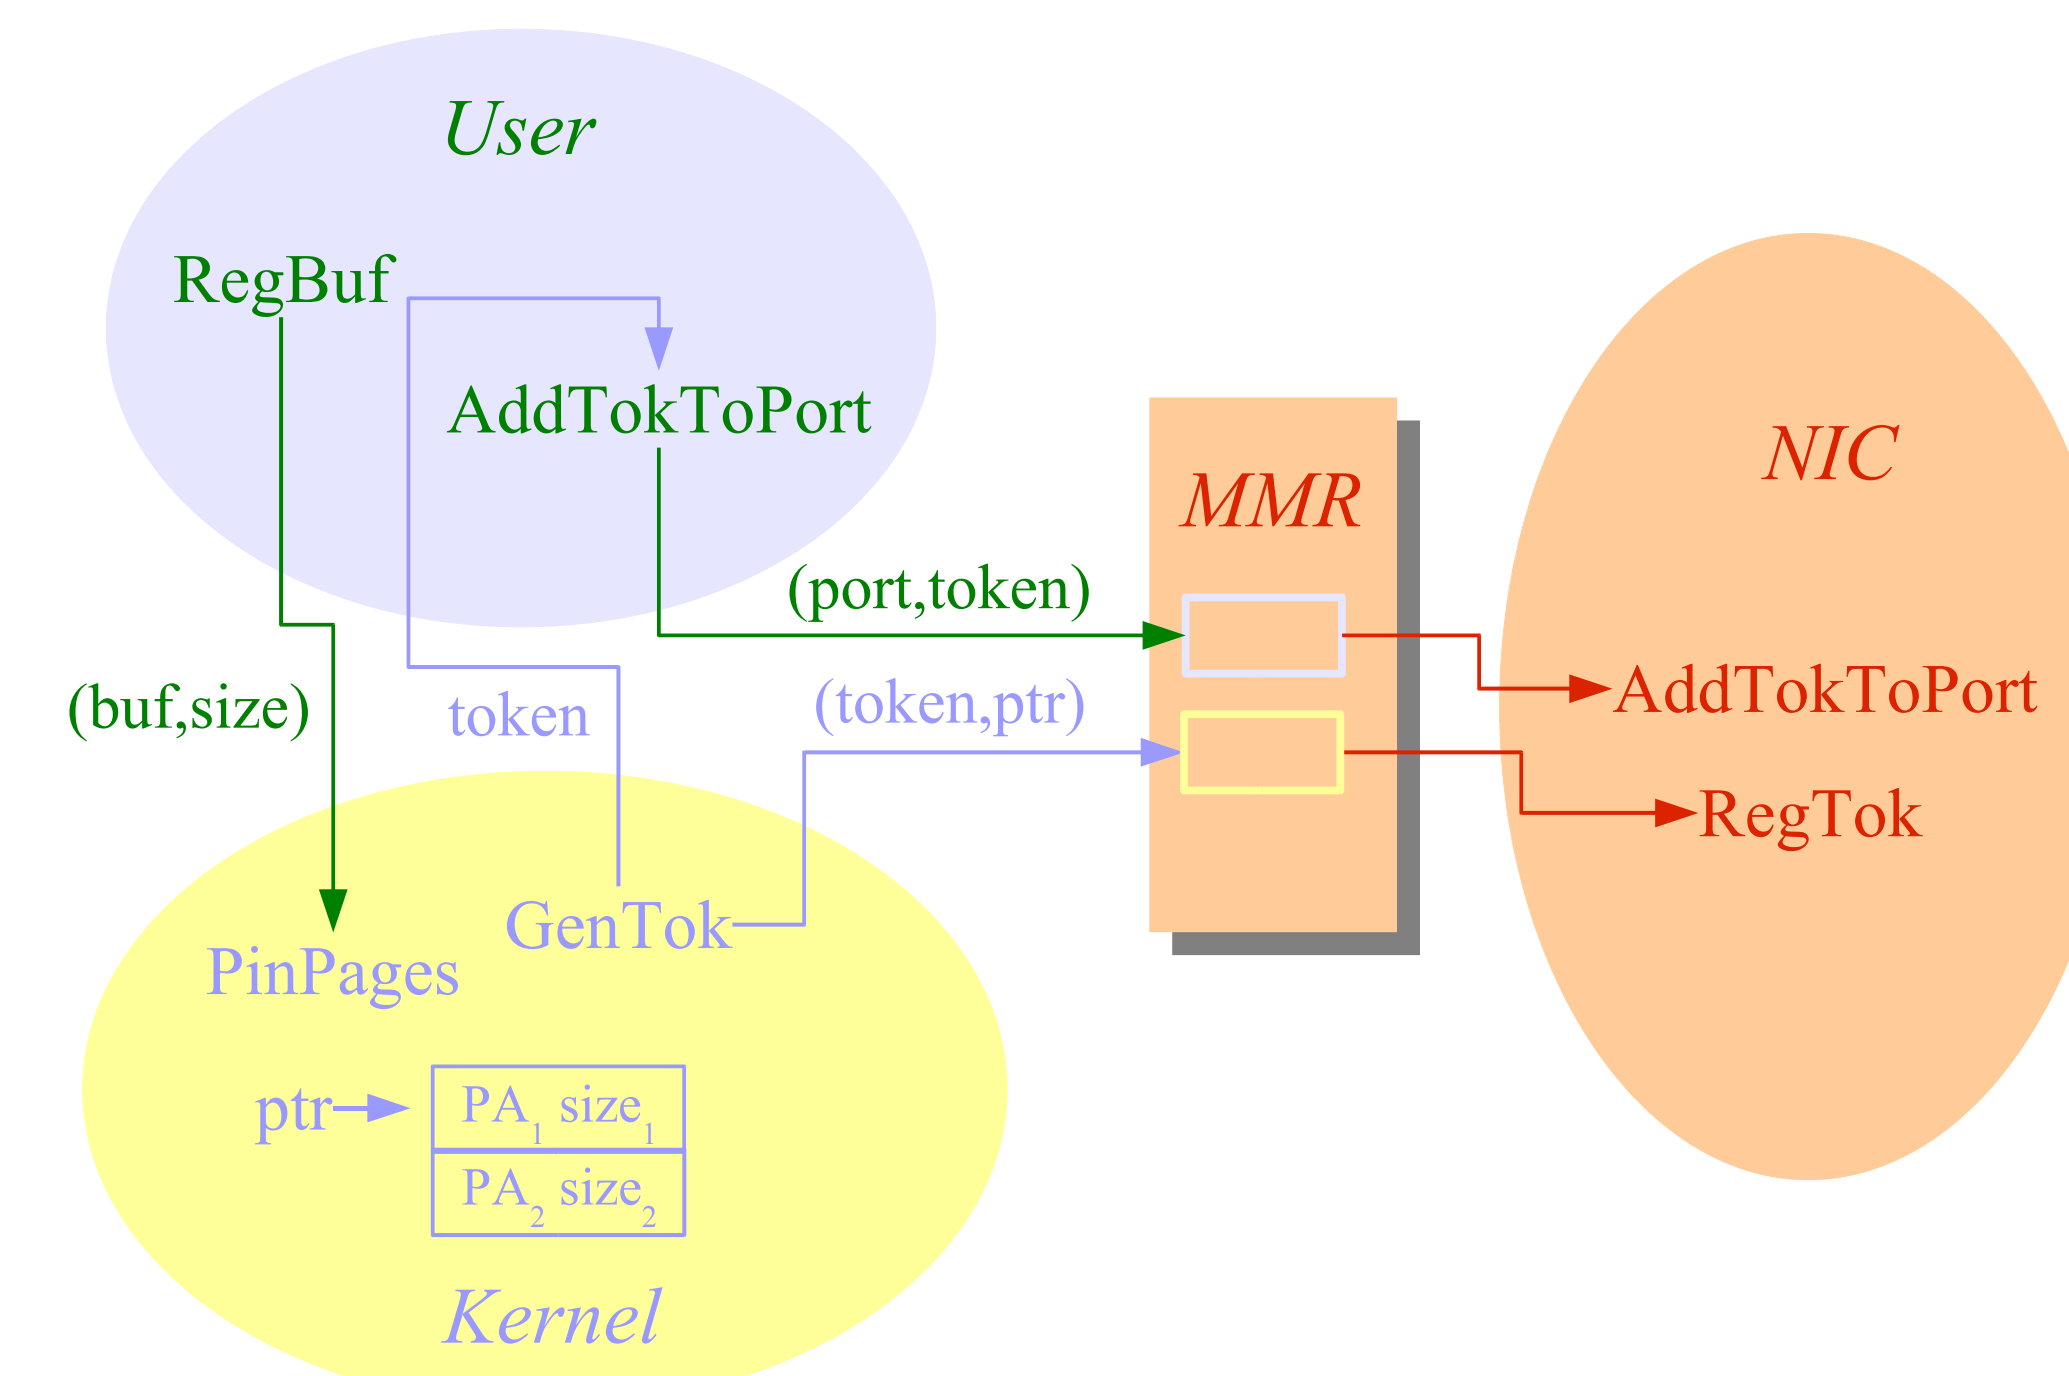 User
RegBuf
AddTokToPort
MMR
NIC
(port,token)
(buf,size)
token
(token,ptr)
AddTokToPort
RegTok
GenTok
PinPages
ptr
PA1 size1
PA2 size2
Kernel